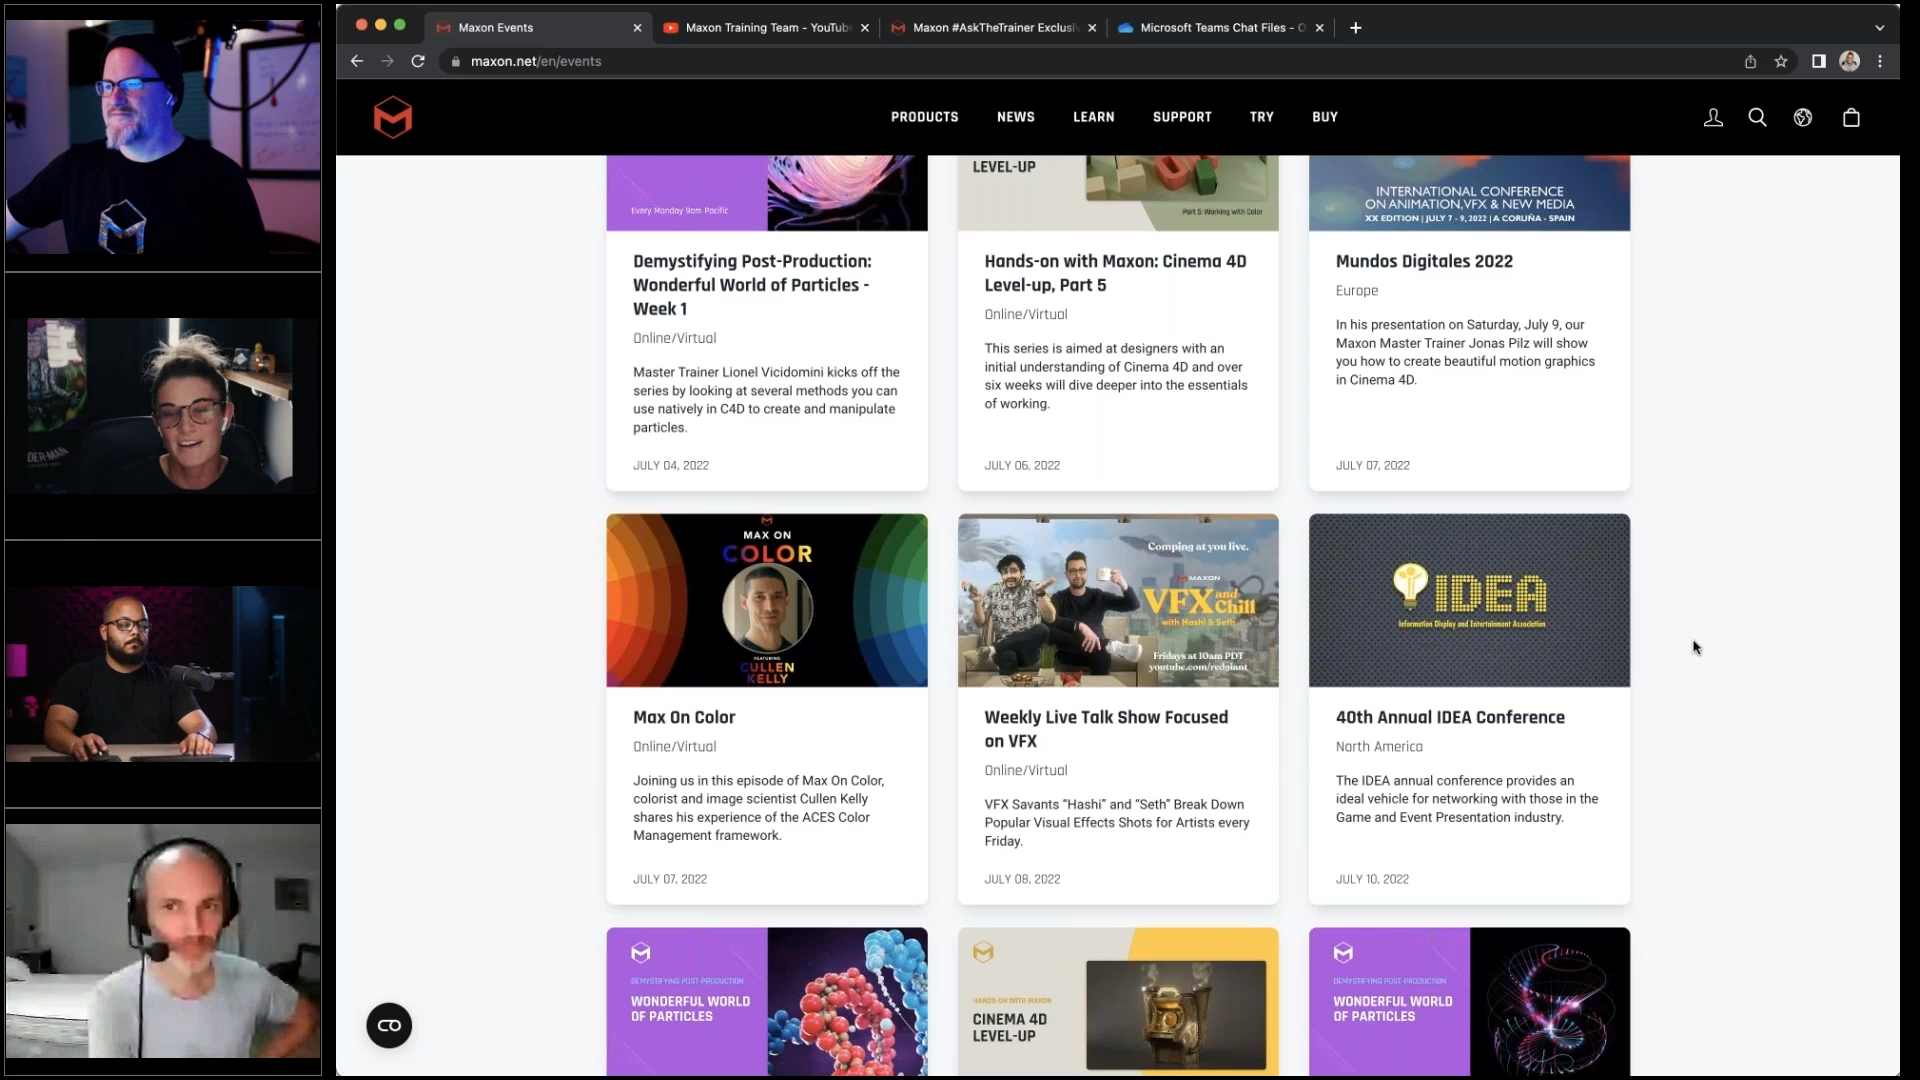 Maxon Events
Maxon Training Team - YouTub
Maxon #AskTheTrainer Exclusi
Microsoft Teams Chat Files - O
maxon.net/en/events
PRODUCTS
NEWS
LEARN
SUPPORT
TRY
BUY
DER-MAN
Every Monday 9am Pacific
LEVEL-UP
Part 5: Working with Color
INTERNATIONAL CONFERENCE
ON ANIMATION, VFX & NEW MEDIA
XX EDITION | JULY 7 - 9, 2022 | A CORUÑA - SPAIN
Demystifying Post-Production:
Wonderful World of Particles -
Week 1
Online/Virtual
Master Trainer Lionel Vicidomini kicks off the
series by looking at several methods you can
use natively in C4D to create and manipulate
particles.
JULY 04, 2022
Hands-on with Maxon: Cinema 4D
Level-up, Part 5
Online/Virtual
This series is aimed at designers with an
initial understanding of Cinema 4D and over
six weeks will dive deeper into the essentials
of working.
JULY 06, 2022
Mundos Digitales 2022
Europe
In his presentation on Saturday, July 9, our
Maxon Master Trainer Jonas Pilz will show
you how to create beautiful motion graphics
in Cinema 4D.
JULY 07, 2022
MAX ON
COLOR
FEATURING
CULLEN
KELLY
Max On Color
Online/Virtual
Joining us in this episode of Max On Color,
colorist and image scientist Cullen Kelly
shares his experience of the ACES Color
Management framework.
JULY 07, 2022
Comping at you live.
MAXON
VFX and
Chill
with Hashi & Seth
Fridays at 10am PDT
youtube.com/redgiant
Weekly Live Talk Show Focused
on VFX
Online/Virtual
VFX Savants “Hashi” and “Seth” Break Down
Popular Visual Effects Shots for Artists every
Friday.
JULY 08, 2022
IDEA
Information Display and Entertainment Association
40th Annual IDEA Conference
North America
The IDEA annual conference provides an
ideal vehicle for networking with those in the
Game and Event Presentation industry.
JULY 10, 2022
DEMYSTIFYING POST-PRODUCTION
WONDERFUL WORLD
OF PARTICLES
HANDS-ON WITH MAXON
CINEMA 4D
LEVEL-UP
DEMYSTIFYING POST-PRODUCTION
WONDERFUL WORLD
OF PARTICLES